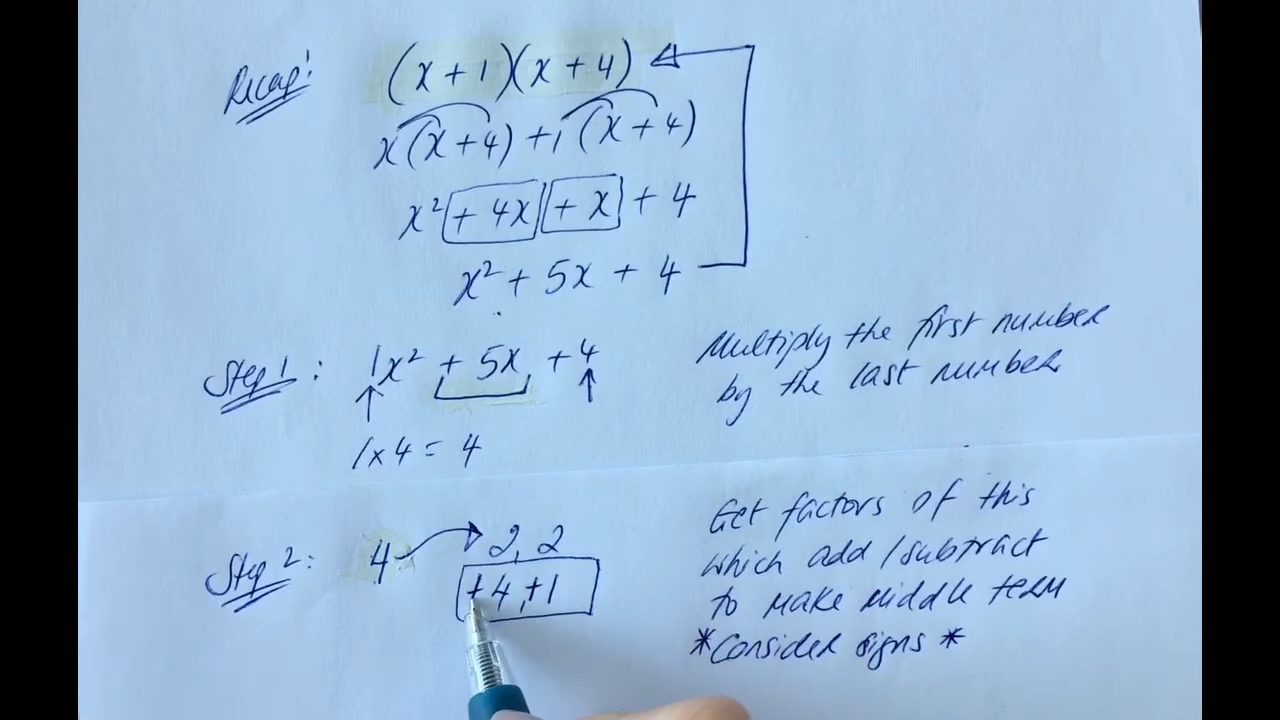 Recap:
(x + 1)(x + 4)
x(x + 4) + 1(x + 4)
x² + 4x + x + 4
x² + 5x + 4
Step 1: 1x² + 5x + 4
Multiply the first number
by the last number
1 x 4 = 4
Step 2: 4 2, 2
+4, +1
Get factors of this
which add / subtract
to make middle term
*Consider signs*